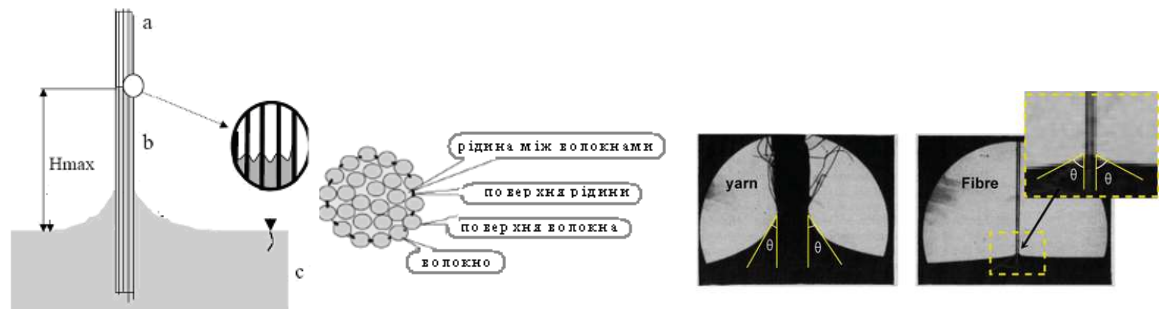 a
b
Hmax
c
рідина між волокнами
поверхня рідини
поверхня волокна
волокно
yarn
θ
θ
Fibre
θ
θ